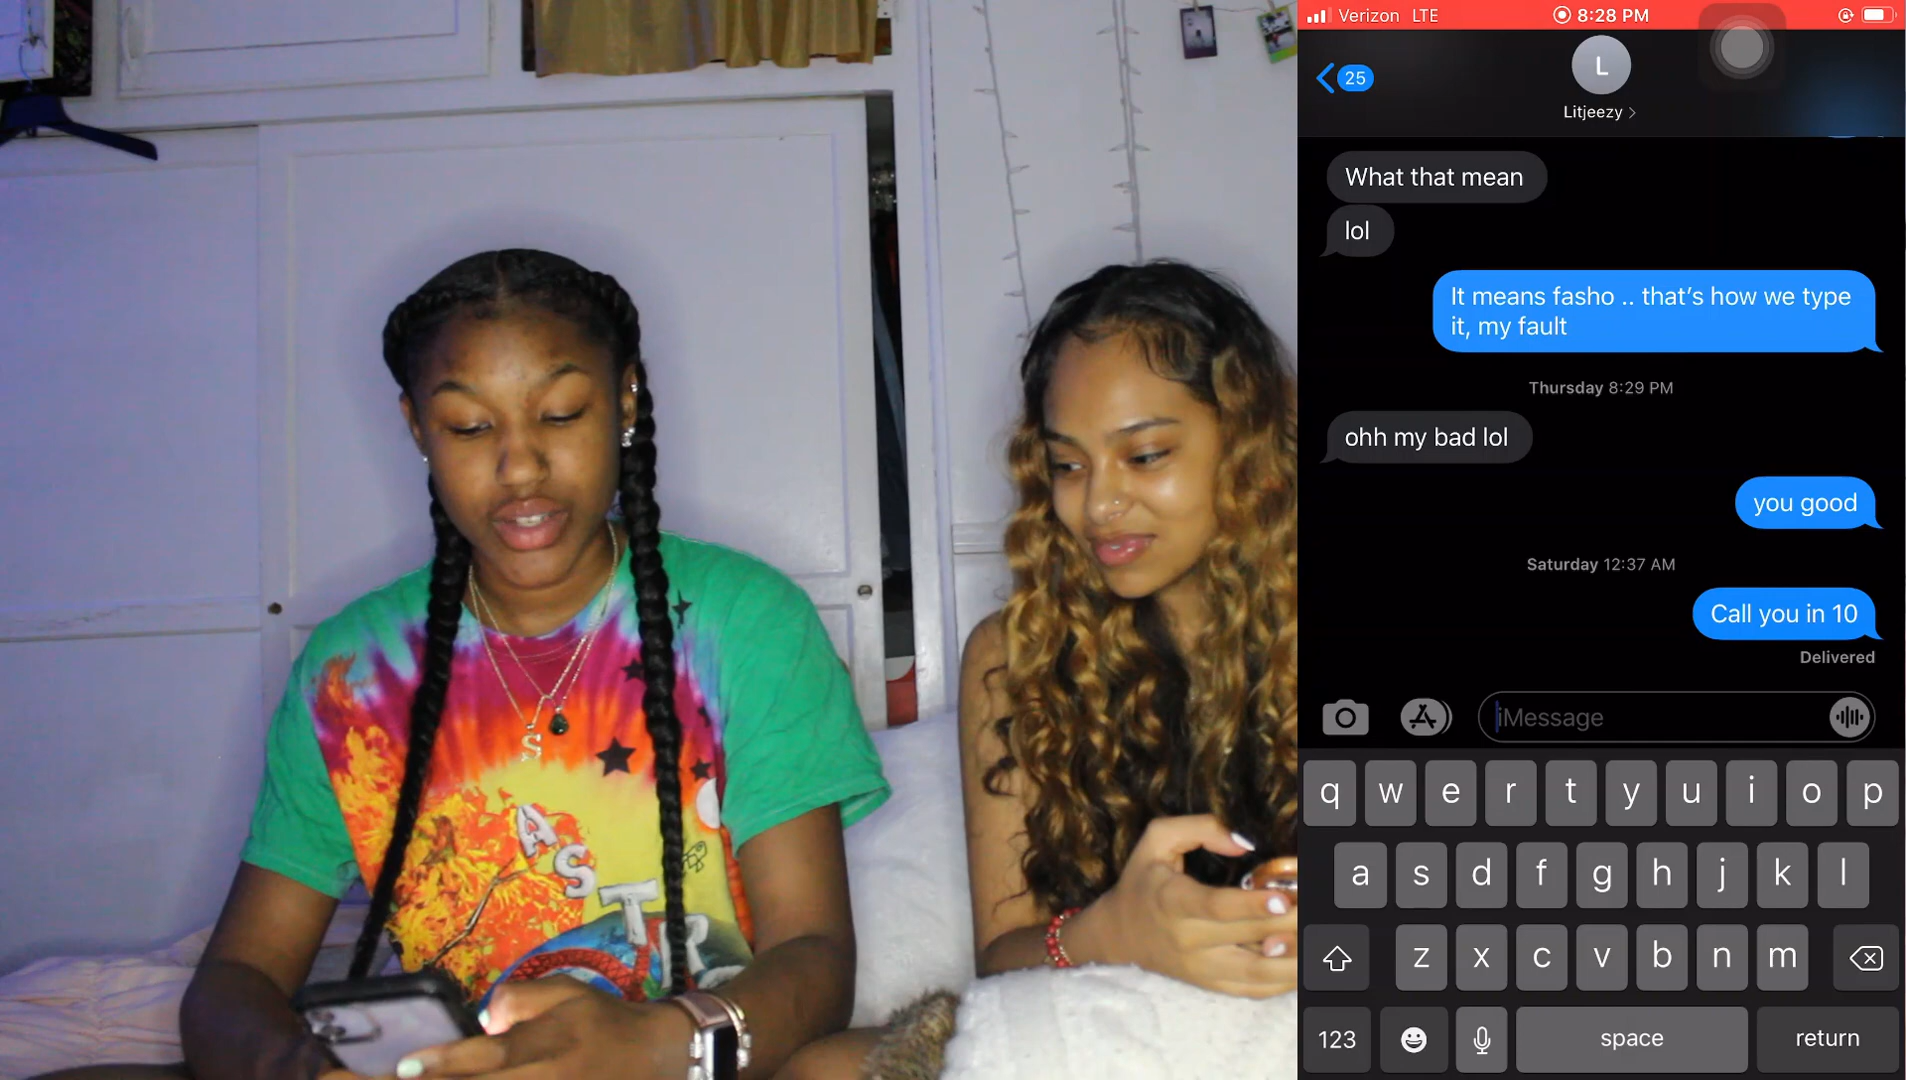 S
A
S
T
R
Verizon LTE
8:28 PM
25
L
Litjeezy
What that mean
lol
It means fasho .. that’s how we type
it, my fault
Thursday 8:29 PM
ohh my bad lol
you good
Saturday 12:37 AM
Call you in 10
Delivered
iMessage
q w e r t y u i o p
a s d f g h j k l
z x c v b n m
123
space
return